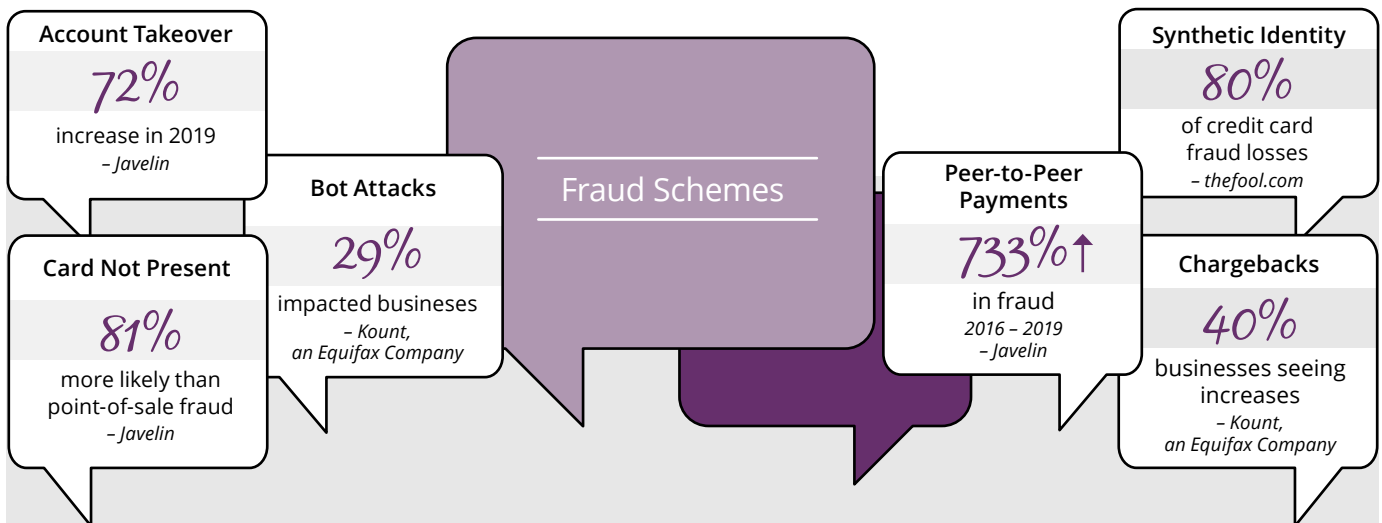 Account Takeover
72%
increase in 2019
– Javelin
Bot Attacks
29%
impacted busineses
– Kount,
an Equifax Company
Card Not Present
81%
more likely than
point-of-sale fraud
– Javelin
Fraud Schemes
Peer-to-Peer
Payments
733%↑
in fraud
2016 – 2019
– Javelin
Synthetic Identity
80%
of credit card
fraud losses
– thefool.com
Chargebacks
40%
businesses seeing
increases
– Kount,
an Equifax Company